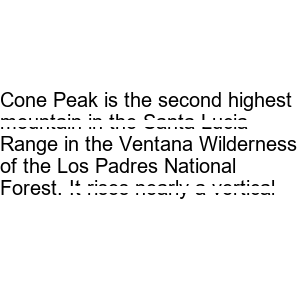 Cone Peak is the second highest
mountain in the Santa Lucia
Range in the Ventana Wilderness
of the Los Padres National
Forest. It rises nearly a vertical